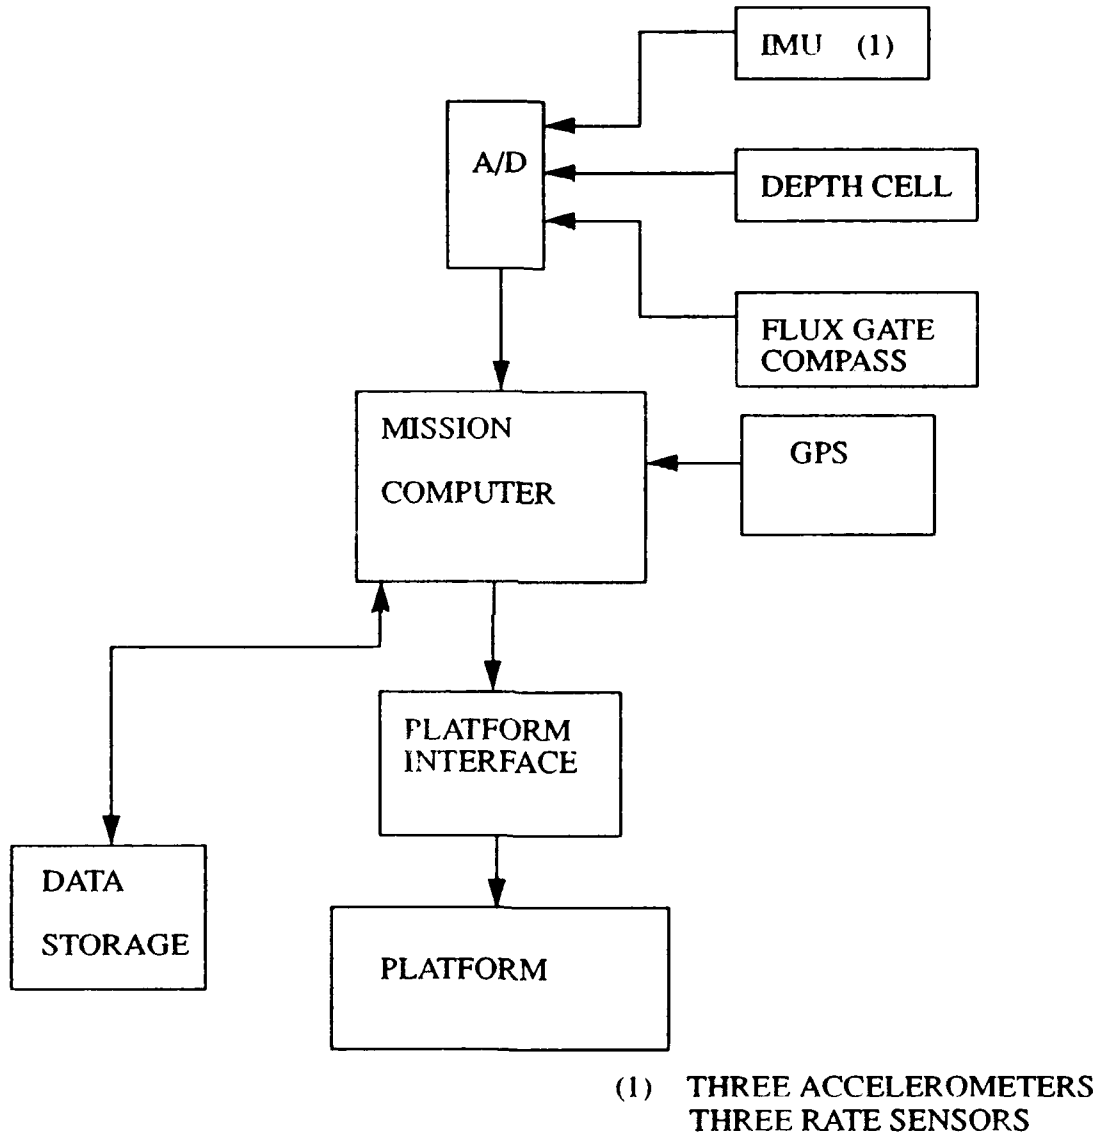 IMU (1)
A/D
DEPTH CELL
FLUX GATE
COMPASS
MISSION
COMPUTER
GPS
PLATFORM
INTERFACE
DATA
STORAGE
PLATFORM
(1) THREE ACCELEROMETERS
THREE RATE SENSORS